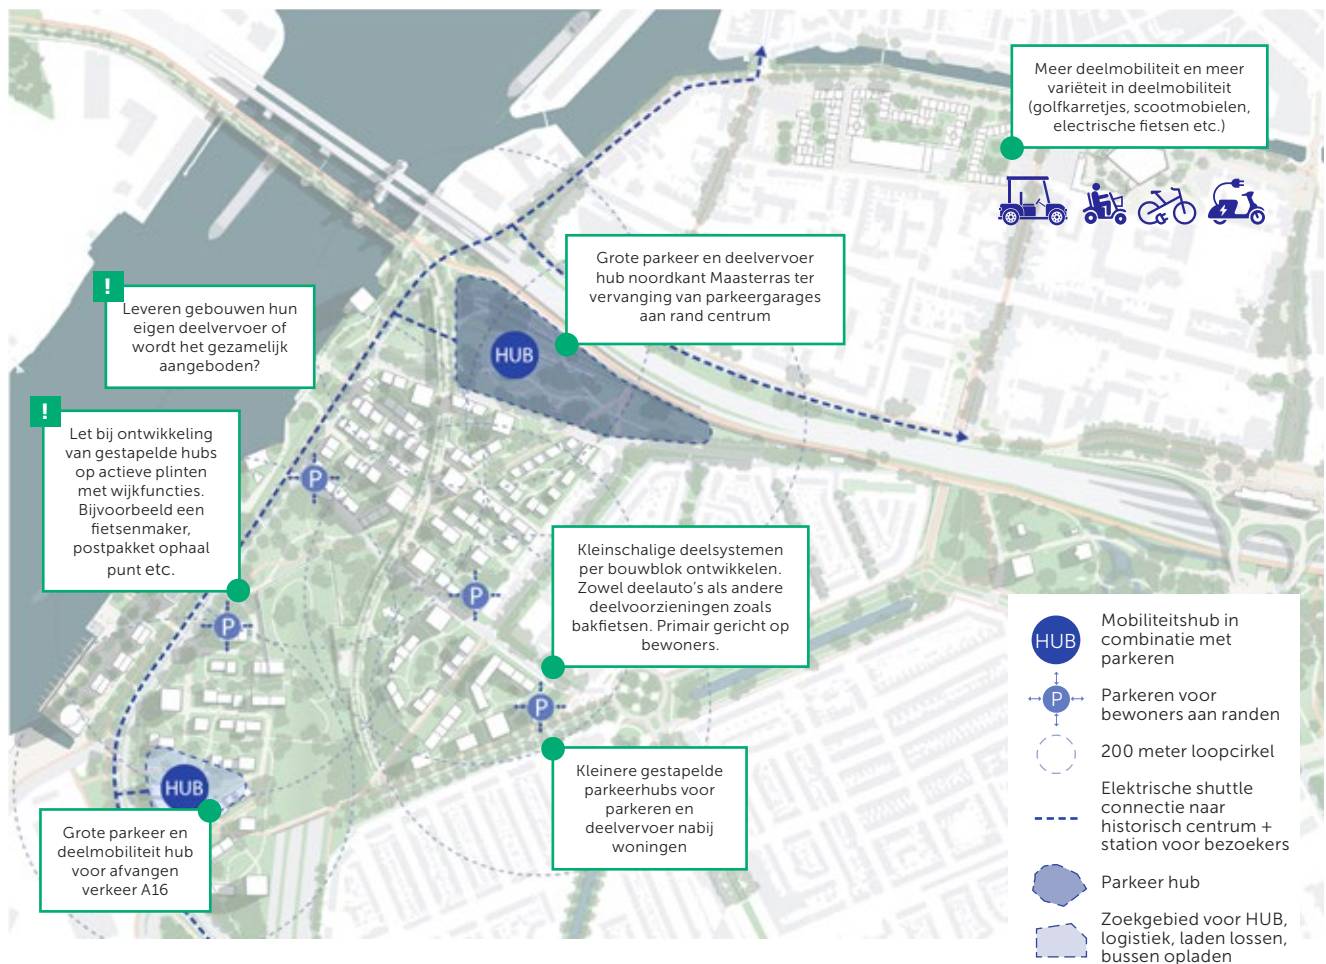 Meer deelmobiliteit en meer
variëteit in deelmobiliteit
(golfkarretjes, scootmobielen,
electrische fietsen etc.)
Grote parkeer en deelvervoer
hub noordkant Maasterras ter
vervanging van parkeergarages
aan rand centrum
!
Leveren gebouwen hun
eigen deelvervoer of
wordt het gezamelijk
aangeboden?
HUB
!
Let bij ontwikkeling
van gestapelde hubs
op actieve plinten
met wijkfuncties.
Bijvoorbeeld een
fietsenmaker,
postpakket ophaal
punt etc.
P
Kleinschalige deelsystemen
per bouwblok ontwikkelen.
Zowel deelauto's als andere
deelvoorzieningen zoals
bakfietsen. Primair gericht op
bewoners.
P
P
P
Kleinere gestapelde
parkeerhubs voor
parkeren en
deelvervoer nabij
woningen
HUB
Grote parkeer en
deelmobiliteit hub
voor afvangen
verkeer A16
HUB
Mobiliteitshub in
combinatie met
parkeren
P
Parkeren voor
bewoners aan randen
200 meter loopcirkel
Elektrische shuttle
connectie naar
historisch centrum +
station voor bezoekers
Parkeer hub
Zoekgebied voor HUB,
logistiek, laden lossen,
bussen opladen